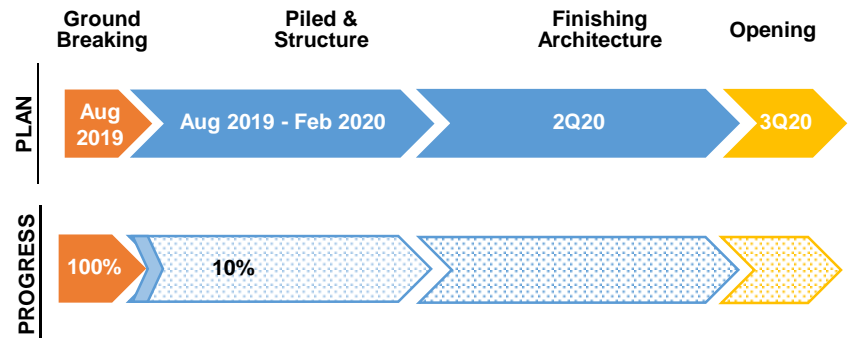 Ground
Breaking
Piled &
Structure
Finishing
Architecture
Opening
PLAN
Aug
2019
Aug 2019 - Feb 2020
2Q20
3Q20
PROGRESS
100%
10%